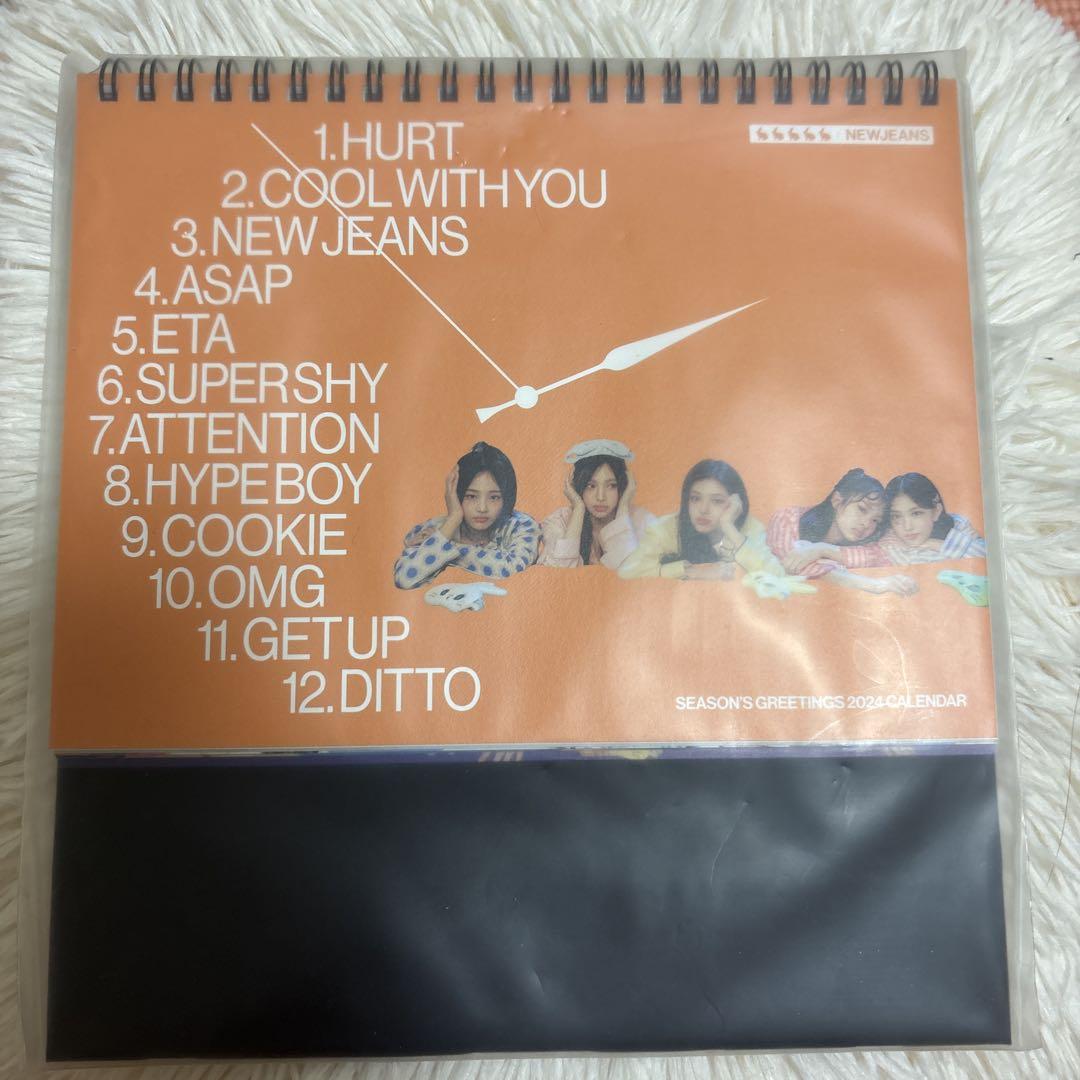 NEWJEANS
1.HURT
2.COOL WITH YOU
3.NEW JEANS
4.ASAP
5.ETA
6.SUPER SHY
7.ATTENTION
8.HYPE BOY
9.COOKIE
10.OMG
11.GET UP
12.DITTO
SEASON'S GREETINGS 2024 CALENDAR